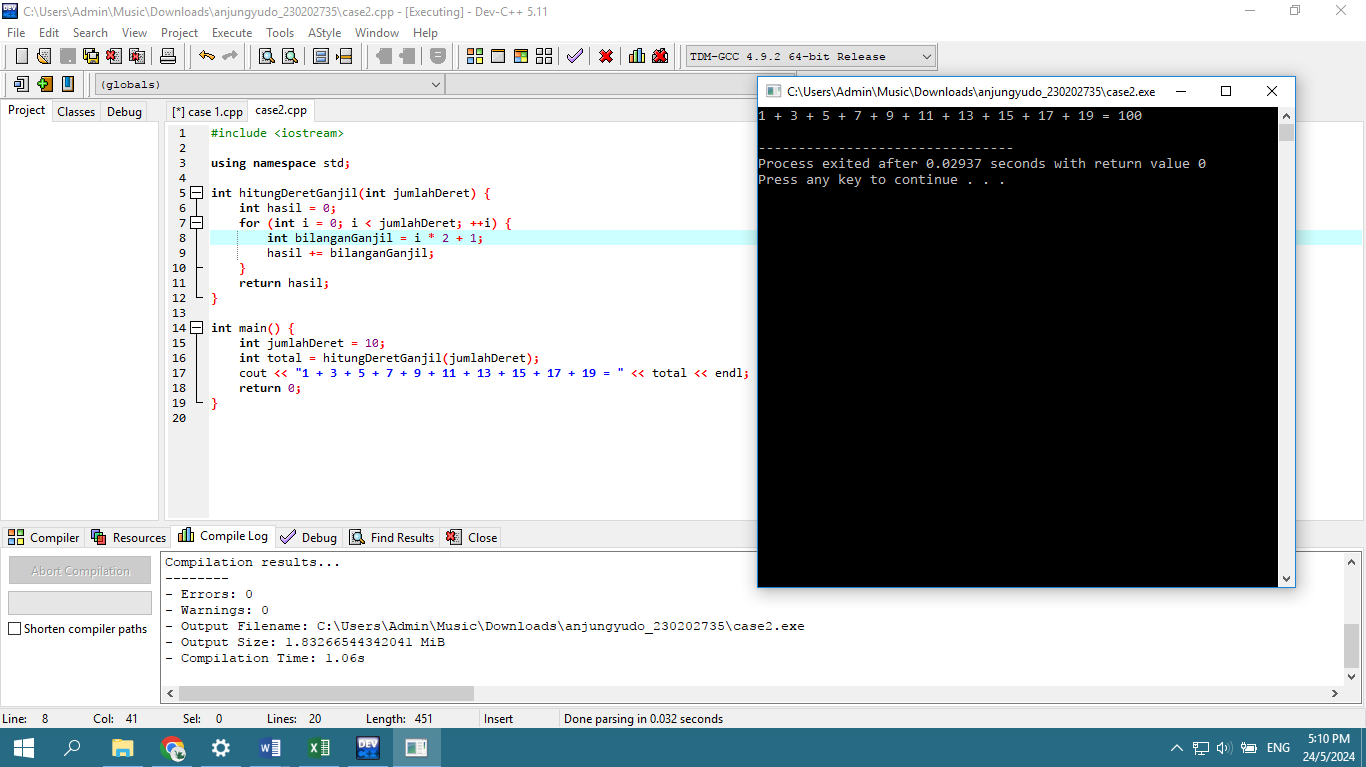 C:\Users\Admin\Music\Downloads\anjungyudo_230202735\case2.cpp - [Executing] - Dev-C++ 5.11
File Edit Search View Project Execute Tools AStyle Window Help
TDM-GCC 4.9.2 64-bit Release
(globals)
Project Classes Debug
[*] case 1.cpp case2.cpp
1 #include <iostream>
2
3 using namespace std;
4
5 int hitungDeretGanjil(int jumlahDeret) {
6 int hasil = 0;
7 for (int i = 0; i < jumlahDeret; ++i) {
8 int bilanganGanjil = i * 2 + 1;
9 hasil += bilanganGanjil;
10 }
11 return hasil;
12 }
13
14 int main() {
15 int jumlahDeret = 10;
16 int total = hitungDeretGanjil(jumlahDeret);
17 cout << "1 + 3 + 5 + 7 + 9 + 11 + 13 + 15 + 17 + 19 = " << total << endl;
18 return 0;
19 }
20
C:\Users\Admin\Music\Downloads\anjungyudo_230202735\case2.exe
1 + 3 + 5 + 7 + 9 + 11 + 13 + 15 + 17 + 19 = 100
--------------------------------
Process exited after 0.02937 seconds with return value 0
Press any key to continue . . .
Compiler Resources Compile Log Debug Find Results Close
Abort Compilation
Shorten compiler paths
Compilation results...
--------
- Errors: 0
- Warnings: 0
- Output Filename: C:\Users\Admin\Music\Downloads\anjungyudo_230202735\case2.exe
- Output Size: 1.83266544342041 MiB
- Compilation Time: 1.06s
Line: 8 Col: 41 Sel: 0 Lines: 20 Length: 451 Insert Done parsing in 0.032 seconds
DEV
ENG
5:10 PM
24/5/2024